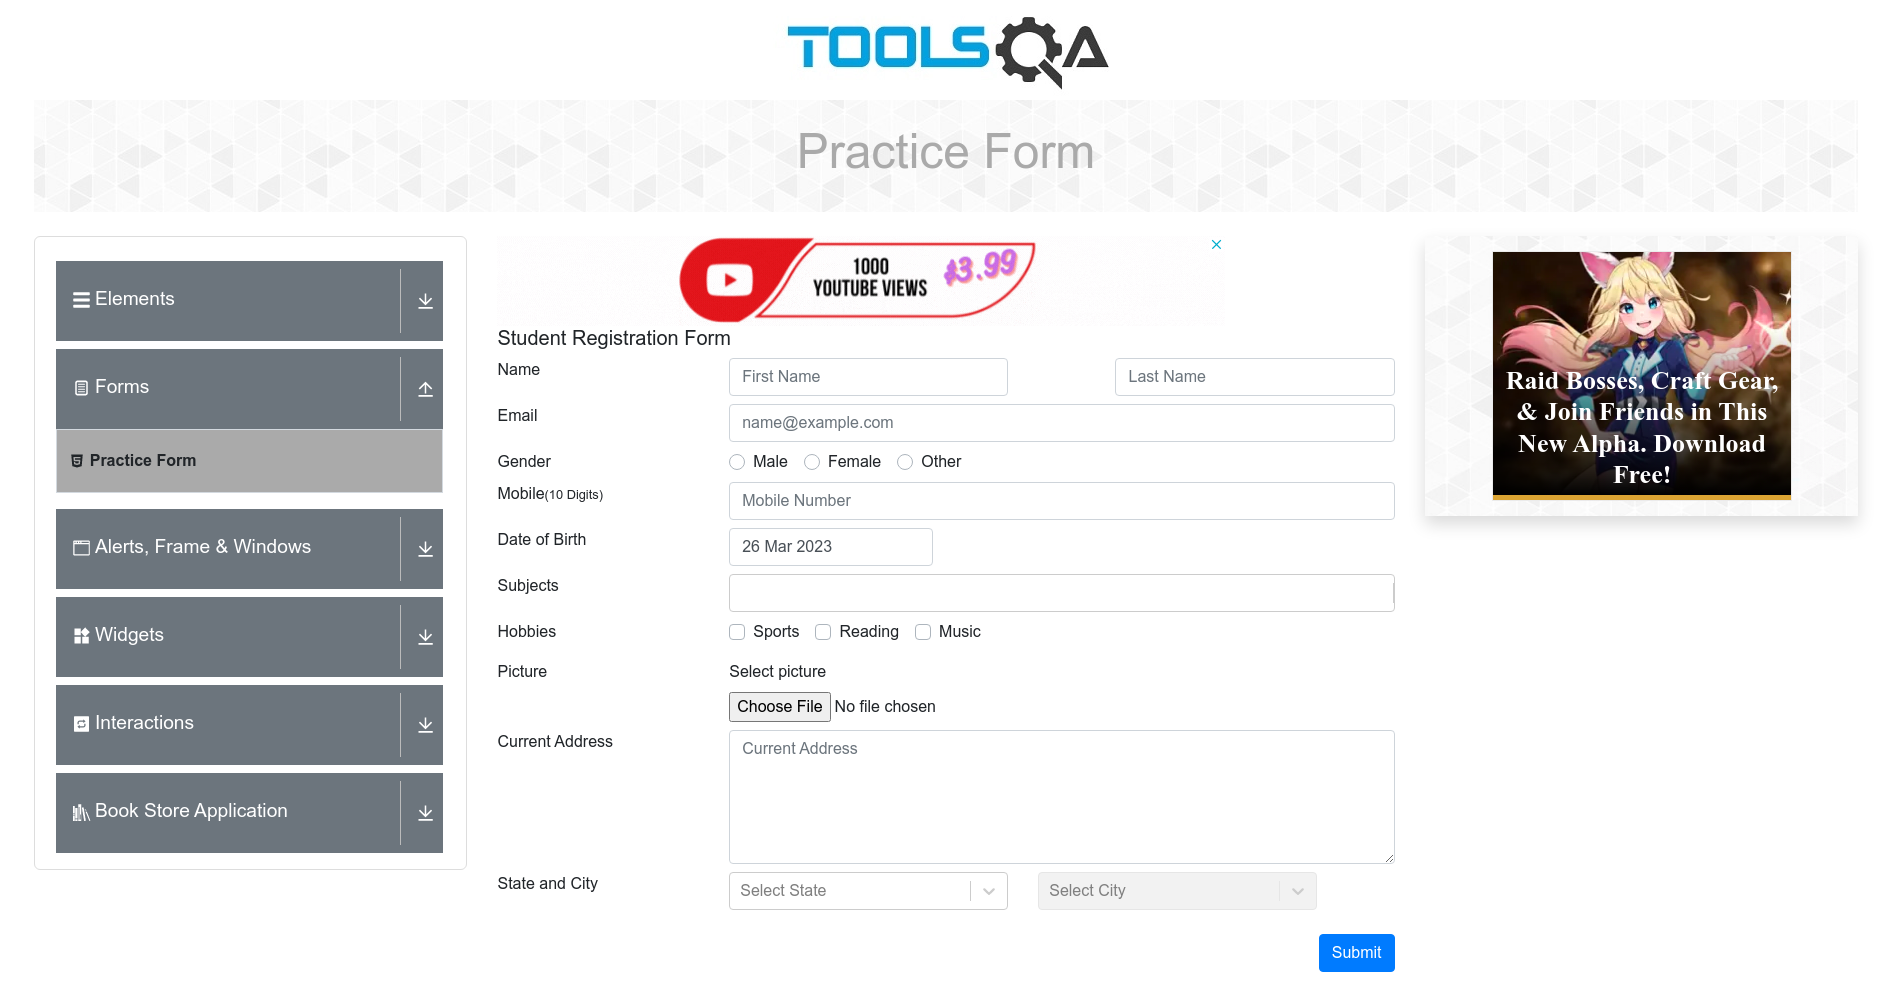 TOOLSQA
Practice Form
Elements
Forms
Practice Form
Alerts, Frame & Windows
Widgets
Interactions
Book Store Application
1000
YOUTUBE VIEWS
$3.99
Student Registration Form
Name
First Name
Last Name
Email
name@example.com
Gender
Male
Female
Other
Mobile(10 Digits)
Mobile Number
Date of Birth
26 Mar 2023
Subjects
Hobbies
Sports
Reading
Music
Picture
Select picture
Choose File No file chosen
Current Address
Current Address
State and City
Select State
Select City
Submit
Raid Bosses, Craft Gear,
& Join Friends in This
New Alpha. Download
Free!